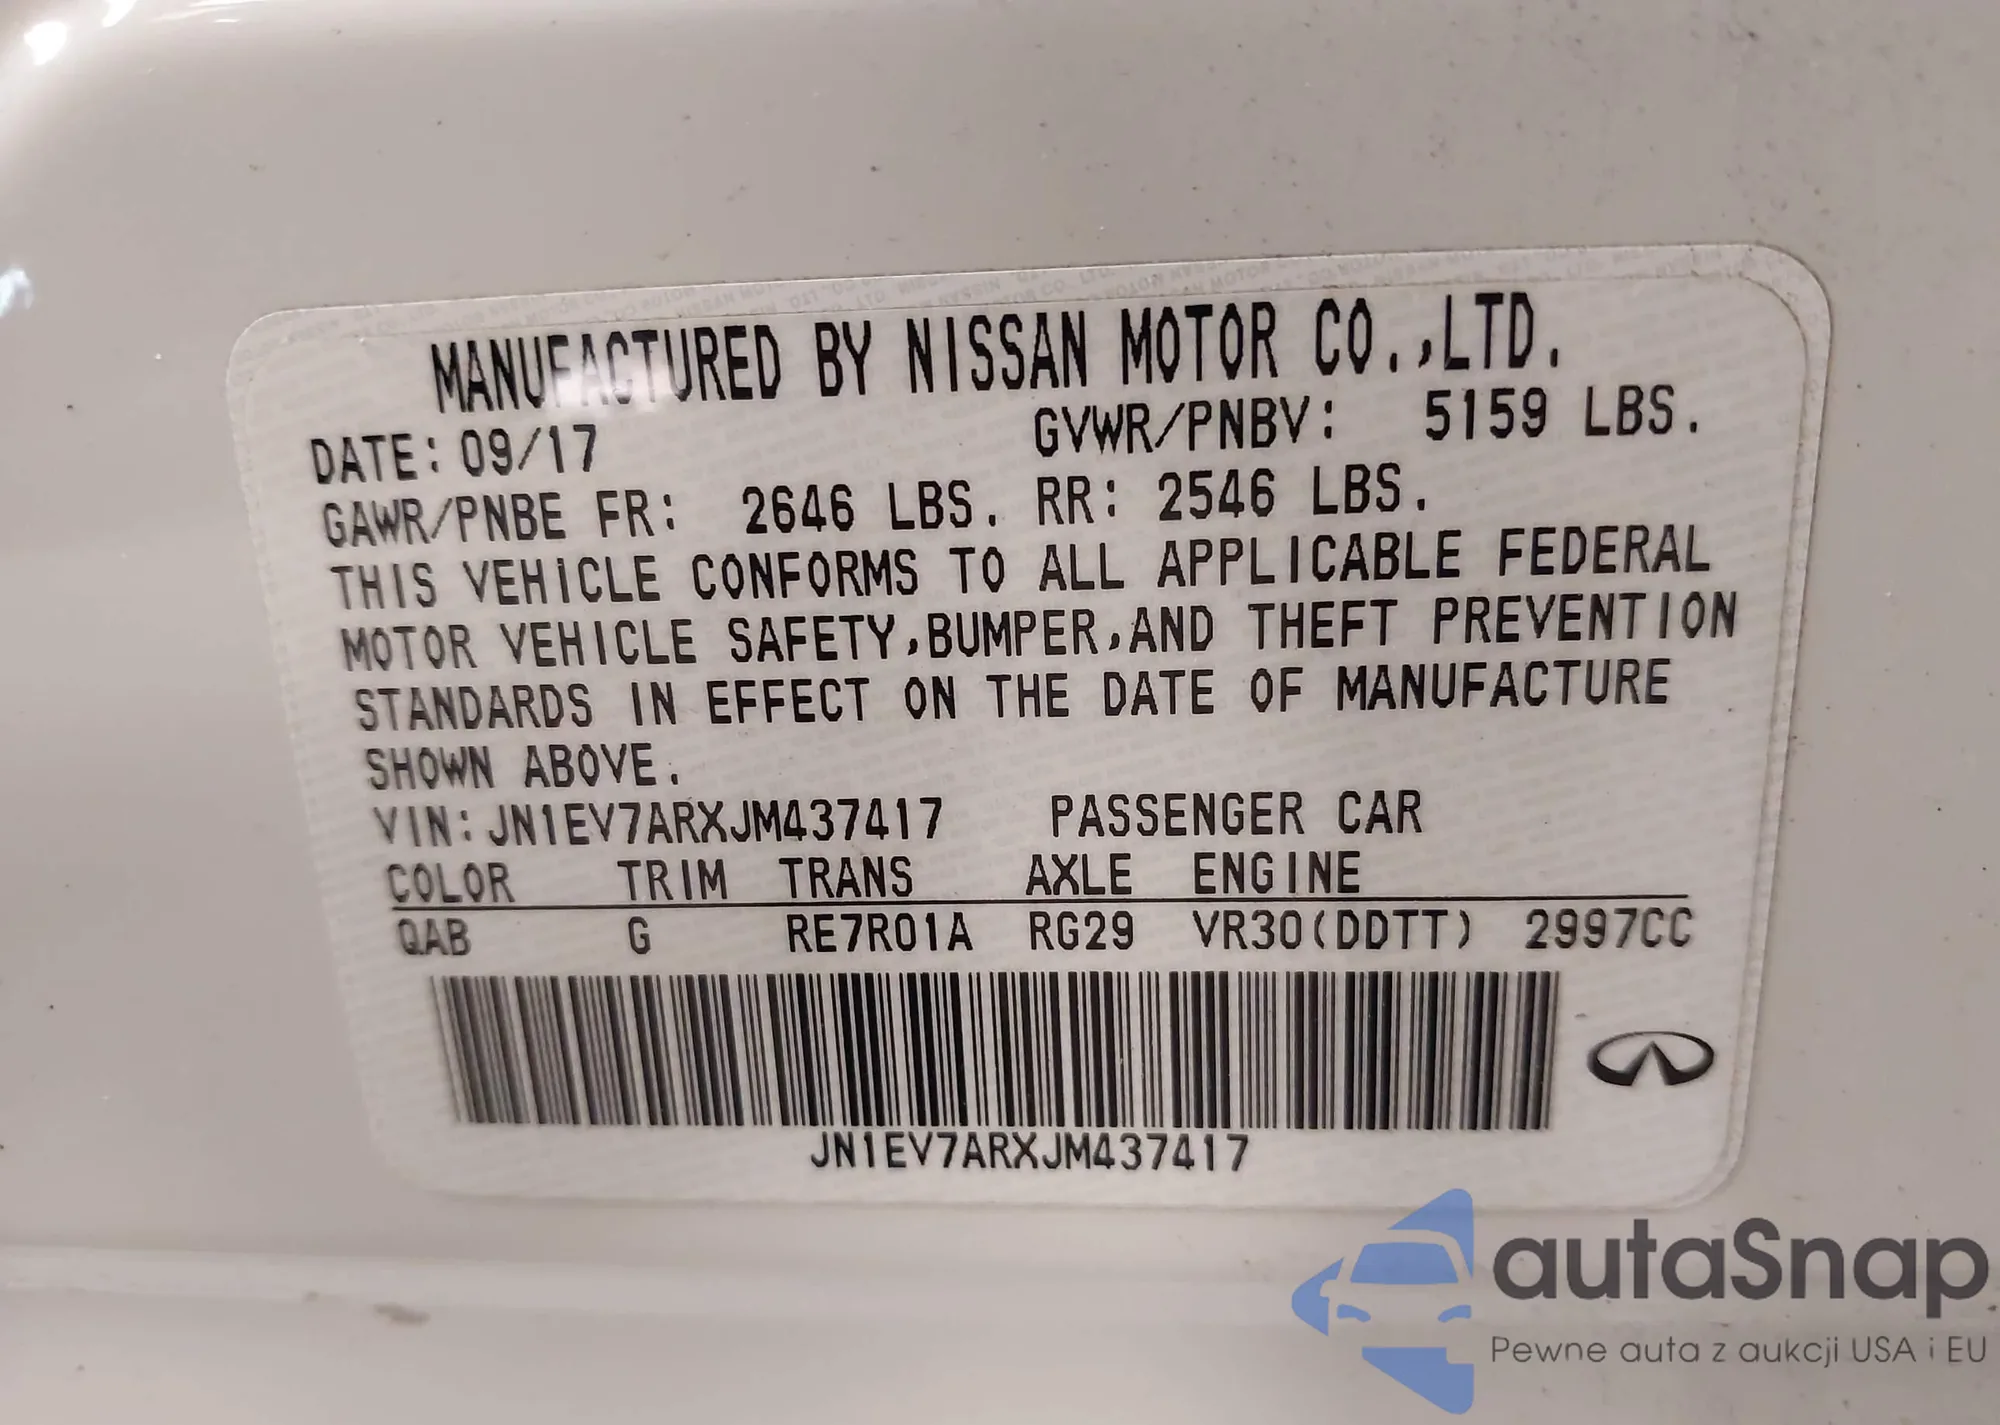 MANUFACTURED BY NISSAN MOTOR CO.,LTD.
DATE: 09/17 GVWR/PNBV: 5159 LBS.
GAWR/PNBE FR: 2646 LBS. RR: 2546 LBS.
THIS VEHICLE CONFORMS TO ALL APPLICABLE FEDERAL
MOTOR VEHICLE SAFETY,BUMPER,AND THEFT PREVENTION
STANDARDS IN EFFECT ON THE DATE OF MANUFACTURE
SHOWN ABOVE.
VIN:JN1EV7ARXJM437417 PASSENGER CAR
COLOR TRIM TRANS AXLE ENGINE
QAB G RE7R01A RG29 VR30(DDTT) 2997CC
JN1EV7ARXJM437417
autaSnap
Pewne auta z aukcji USA i EU